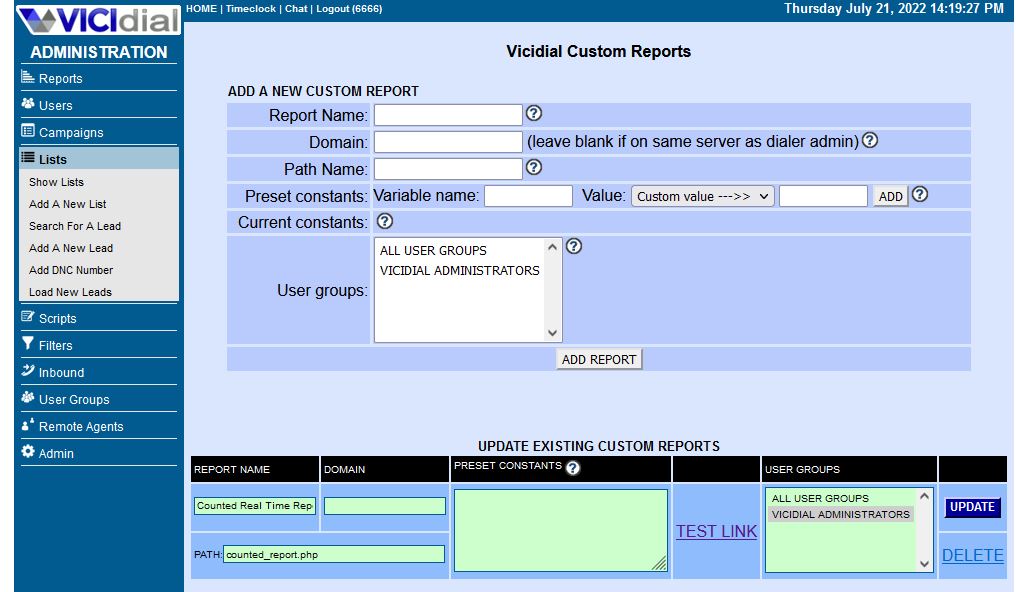 VICIdial
HOME | Timeclock | Chat | Logout (6666)
Thursday July 21, 2022 14:19:27 PM
ADMINISTRATION
Reports
Users
Campaigns
Lists
Show Lists
Add A New List
Search For A Lead
Add A New Lead
Add DNC Number
Load New Leads
Scripts
Filters
Inbound
User Groups
Remote Agents
Admin
Vicidial Custom Reports
ADD A NEW CUSTOM REPORT
Report Name: ?
Domain: (leave blank if on same server as dialer admin) ?
Path Name: ?
Preset constants: Variable name: Value: Custom value --->> ADD ?
Current constants: ?
User groups: ?
ALL USER GROUPS
VICIDIAL ADMINISTRATORS
ADD REPORT
UPDATE EXISTING CUSTOM REPORTS
REPORT NAME DOMAIN PRESET CONSTANTS ? USER GROUPS
Counted Real Time Rep
PATH: counted_report.php
TEST LINK
ALL USER GROUPS
VICIDIAL ADMINISTRATORS
UPDATE
DELETE